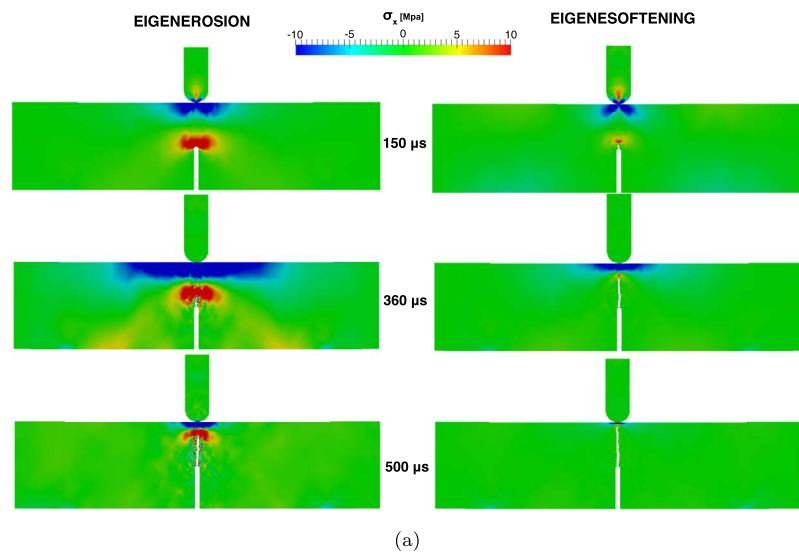 EIGENEROSION
σx [Mpa]
EIGENESOFTENING
-10 -5 0 5 10
150 µs
360 µs
500 µs
(a)